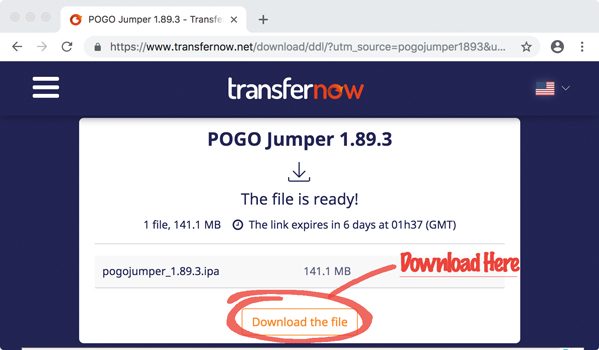 POGO Jumper 1.89.3 - Transfer
https://www.transfernow.net/download/ddl/?utm_source=pogojumper1893&u...
transfernow
POGO Jumper 1.89.3
The file is ready!
1 file, 141.1 MB The link expires in 6 days at 01h37 (GMT)
Download Here
pogojumper_1.89.3.ipa 141.1 MB
Download the file